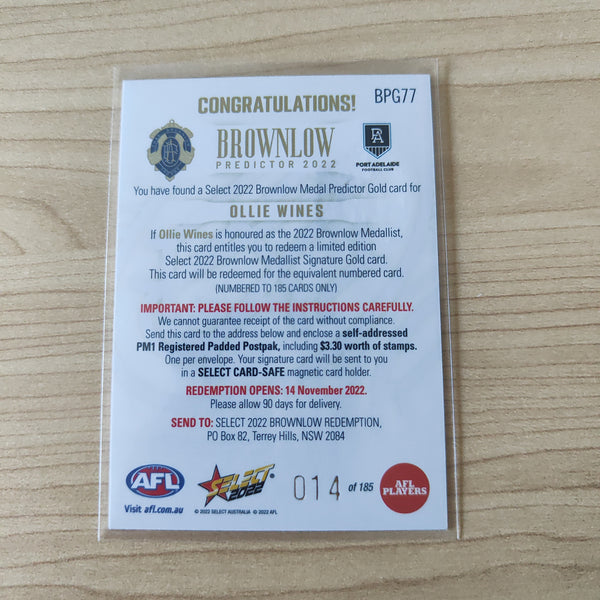 CONGRATULATIONS!
BPG77
BROWNLOW
PREDICTOR 2022
PA
PORT ADELAIDE
FOOTBALL CLUB
You have found a Select 2022 Brownlow Medal Predictor Gold card for
OLLIE WINES
If Ollie Wines is honoured as the 2022 Brownlow Medallist,
this card entitles you to redeem a limited edition
Select 2022 Brownlow Medallist Signature Gold card.
This card will be redeemed for the equivalent numbered card.
(NUMBERED TO 185 CARDS ONLY)
IMPORTANT: PLEASE FOLLOW THE INSTRUCTIONS CAREFULLY.
We cannot guarantee receipt of the card without compliance.
Send this card to the address below and enclose a self-addressed
PM1 Registered Padded Postpak, including $3.30 worth of stamps.
One per envelope. Your signature card will be sent to you
in a SELECT CARD-SAFE magnetic card holder.
REDEMPTION OPENS: 14 November 2022.
Please allow 90 days for delivery.
SEND TO: SELECT 2022 BROWNLOW REDEMPTION,
PO Box 82, Terrey Hills, NSW 2084
AFL
Visit afl.com.au
SELECT
2022
© 2022 SELECT AUSTRALIA © 2022 AFL
014 of 185
AFL
PLAYERS